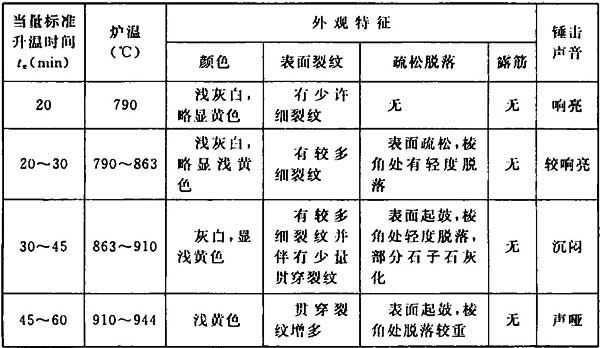 当量标准
升温时间
tₑ(min)
炉温
(℃)
外观特征
锤击
声音
颜色
表面裂纹
疏松脱落
露筋
20
790
浅灰白，
略显黄色
有少许
细裂纹
无
无
响亮
20～30
790～863
浅灰白，
略显浅黄
色
有较多
细裂纹
表面疏松，棱
角处有轻度脱
落
无
较响亮
30～45
863～910
灰白，显
浅黄色
有较多
细裂纹并
伴有少量
贯穿裂纹
表面起鼓，棱
角处轻度脱落，
部分石子石灰
化
无
沉闷
45～60
910～944
浅黄色
贯穿裂
纹增多
表面起鼓，棱
角处脱落较重
无
声哑